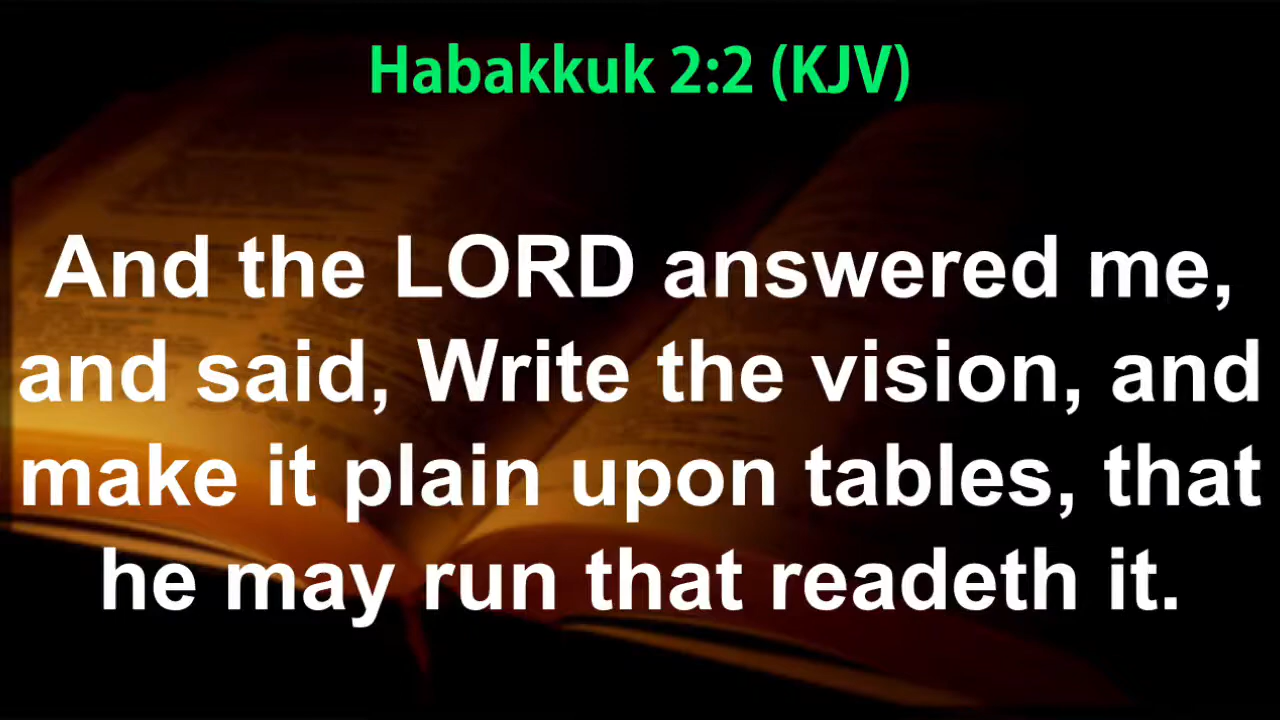 Habakkuk 2:2 (KJV)
And the LORD answered me,
and said, Write the vision, and
make it plain upon tables, that
he may run that readeth it.